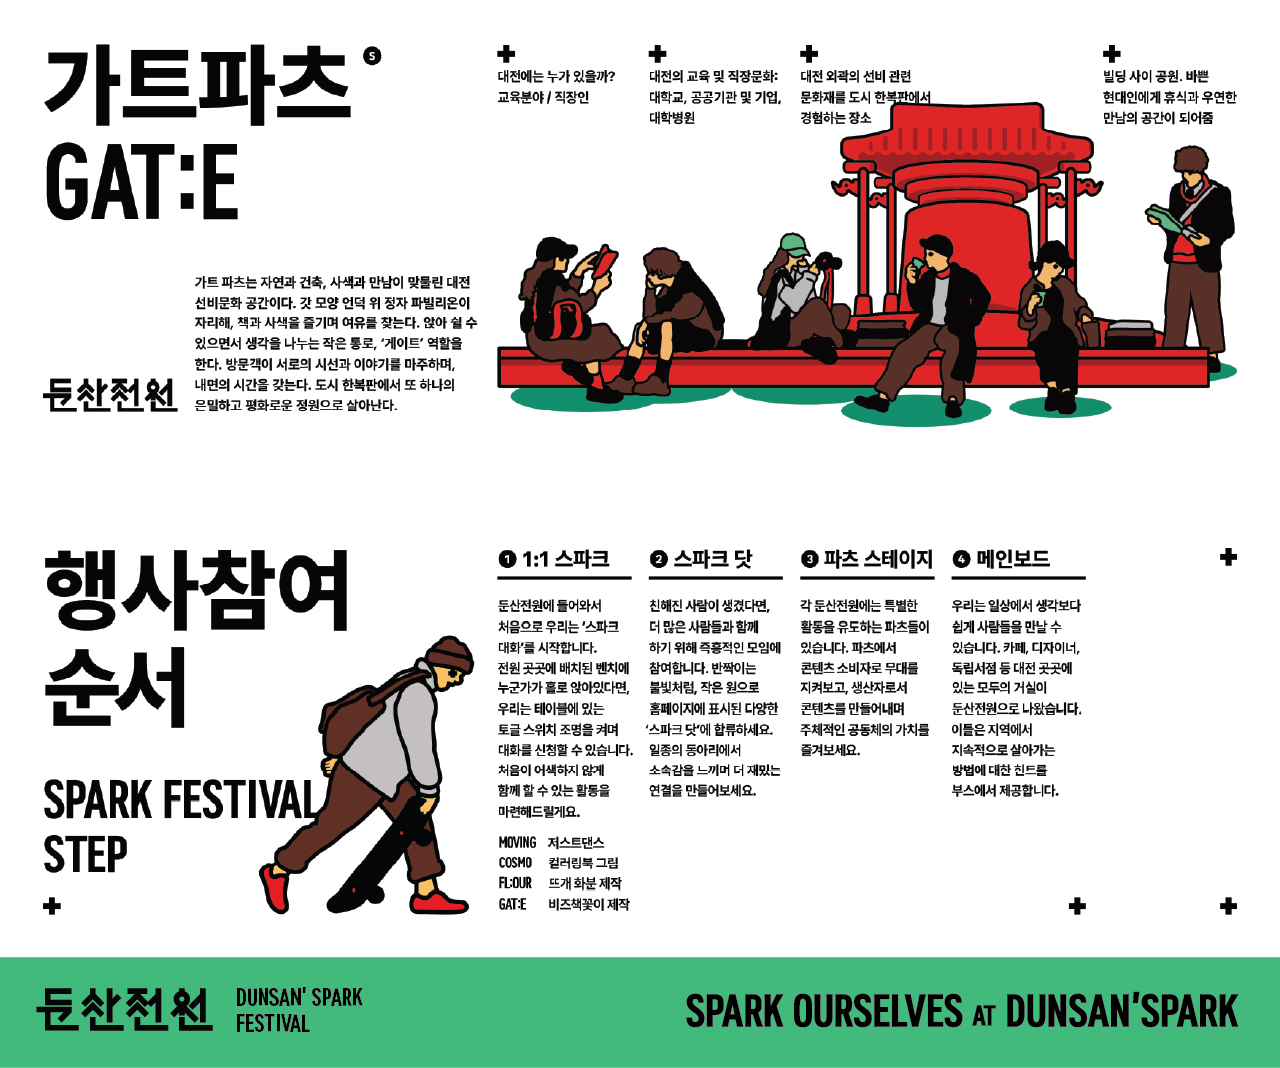 가트파츠 S
GAT:E
가트 파츠는 자연과 건축, 사색과 만남이 맞물린 대전
선비문화 공간이다. 갓 모양 언덕 위 정자 파빌리온이
자리해, 책과 사색을 즐기며 여유를 찾는다. 앉아 쉴 수
있으면서 생각을 나누는 작은 통로, ‘게이트’ 역할을
한다. 방문객이 서로의 시선과 이야기를 마주하며,
내면의 시간을 갖는다. 도시 한복판에서 또 하나의
은밀하고 평화로운 정원으로 살아난다.
둔산전원
대전에는 누가 있을까?
교육분야 / 직장인
대전의 교육 및 직장문화:
대학교, 공공기관 및 기업,
대학병원
대전 외곽의 선비 관련
문화재를 도시 한복판에서
경험하는 장소
빌딩 사이 공원. 바쁜
현대인에게 휴식과 우연한
만남의 공간이 되어줌
행사참여
순서
SPARK FESTIVAL
STEP
1 1:1 스파크
둔산전원에 들어와서
처음으로 우리는 ‘스파크
대화’를 시작합니다.
전원 곳곳에 배치된 벤치에
누군가가 홀로 앉아있다면,
우리는 테이블에 있는
토글 스위치 조명을 켜며
대화를 신청할 수 있습니다.
처음이 어색하지 않게
함께 할 수 있는 활동을
마련해드릴게요.
MOVING 저스트댄스
COSMO 컬러링북 그림
FL:OUR 뜨개 화분 제작
GAT:E 비즈책꽂이 제작
2 스파크 닷
친해진 사람이 생겼다면,
더 많은 사람들과 함께
하기 위해 즉흥적인 모임에
참여합니다. 반짝이는
불빛처럼, 작은 원으로
홈페이지에 표시된 다양한
‘스파크 닷’에 합류하세요.
일종의 동아리에서
소속감을 느끼며 더 재밌는
연결을 만들어보세요.
3 파츠 스테이지
각 둔산전원에는 특별한
활동을 유도하는 파츠들이
있습니다. 파츠에서
콘텐츠 소비자로 무대를
지켜보고, 생산자로서
콘텐츠를 만들어내며
주체적인 공동체의 가치를
즐겨보세요.
4 메인보드
우리는 일상에서 생각보다
쉽게 사람들을 만날 수
있습니다. 카페, 디자이너,
독립서점 등 대전 곳곳에
있는 모두의 거실이
둔산전원으로 나왔습니다.
이들은 지역에서
지속적으로 살아가는
방법에 대한 힌트를
부스에서 제공합니다.
둔산전원
DUNSAN' SPARK
FESTIVAL
SPARK OURSELVES AT DUNSAN'SPARK